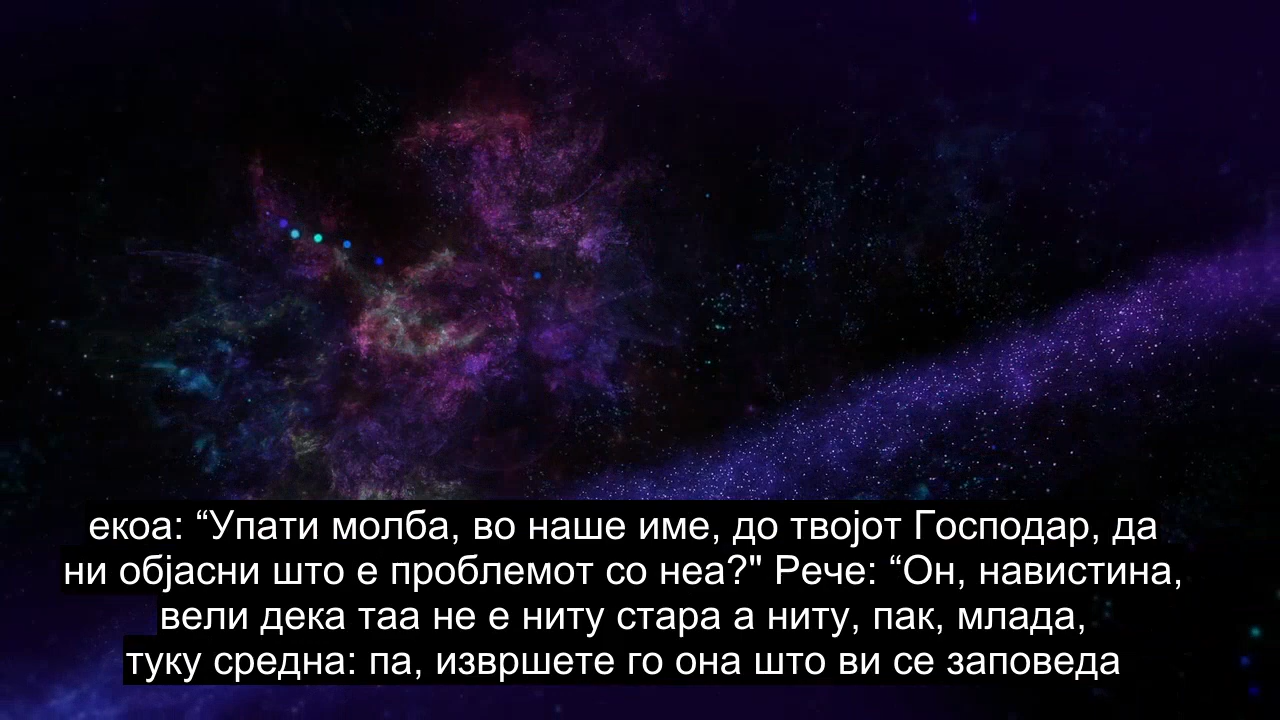 екоа: “Упати молба, во наше име, до твојот Господар, да
ни објасни што е проблемот со неа?" Рече: “Он, навистина,
вели дека таа не е ниту стара а ниту, пак, млада,
туку средна: па, извршете го она што ви се заповеда